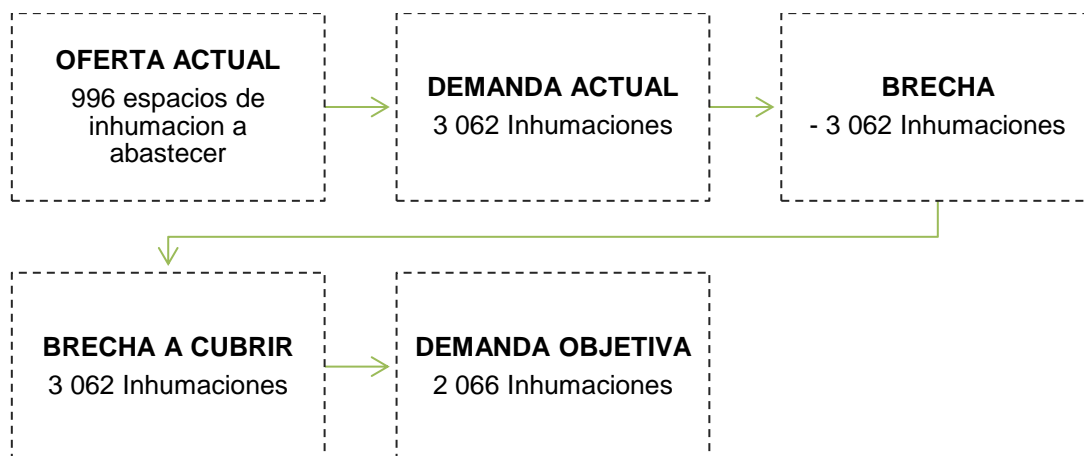 OFERTA ACTUAL
996 espacios de
inhumacion a
abastecer
DEMANDA ACTUAL
3 062 Inhumaciones
BRECHA
- 3 062 Inhumaciones
BRECHA A CUBRIR
3 062 Inhumaciones
DEMANDA OBJETIVA
2 066 Inhumaciones